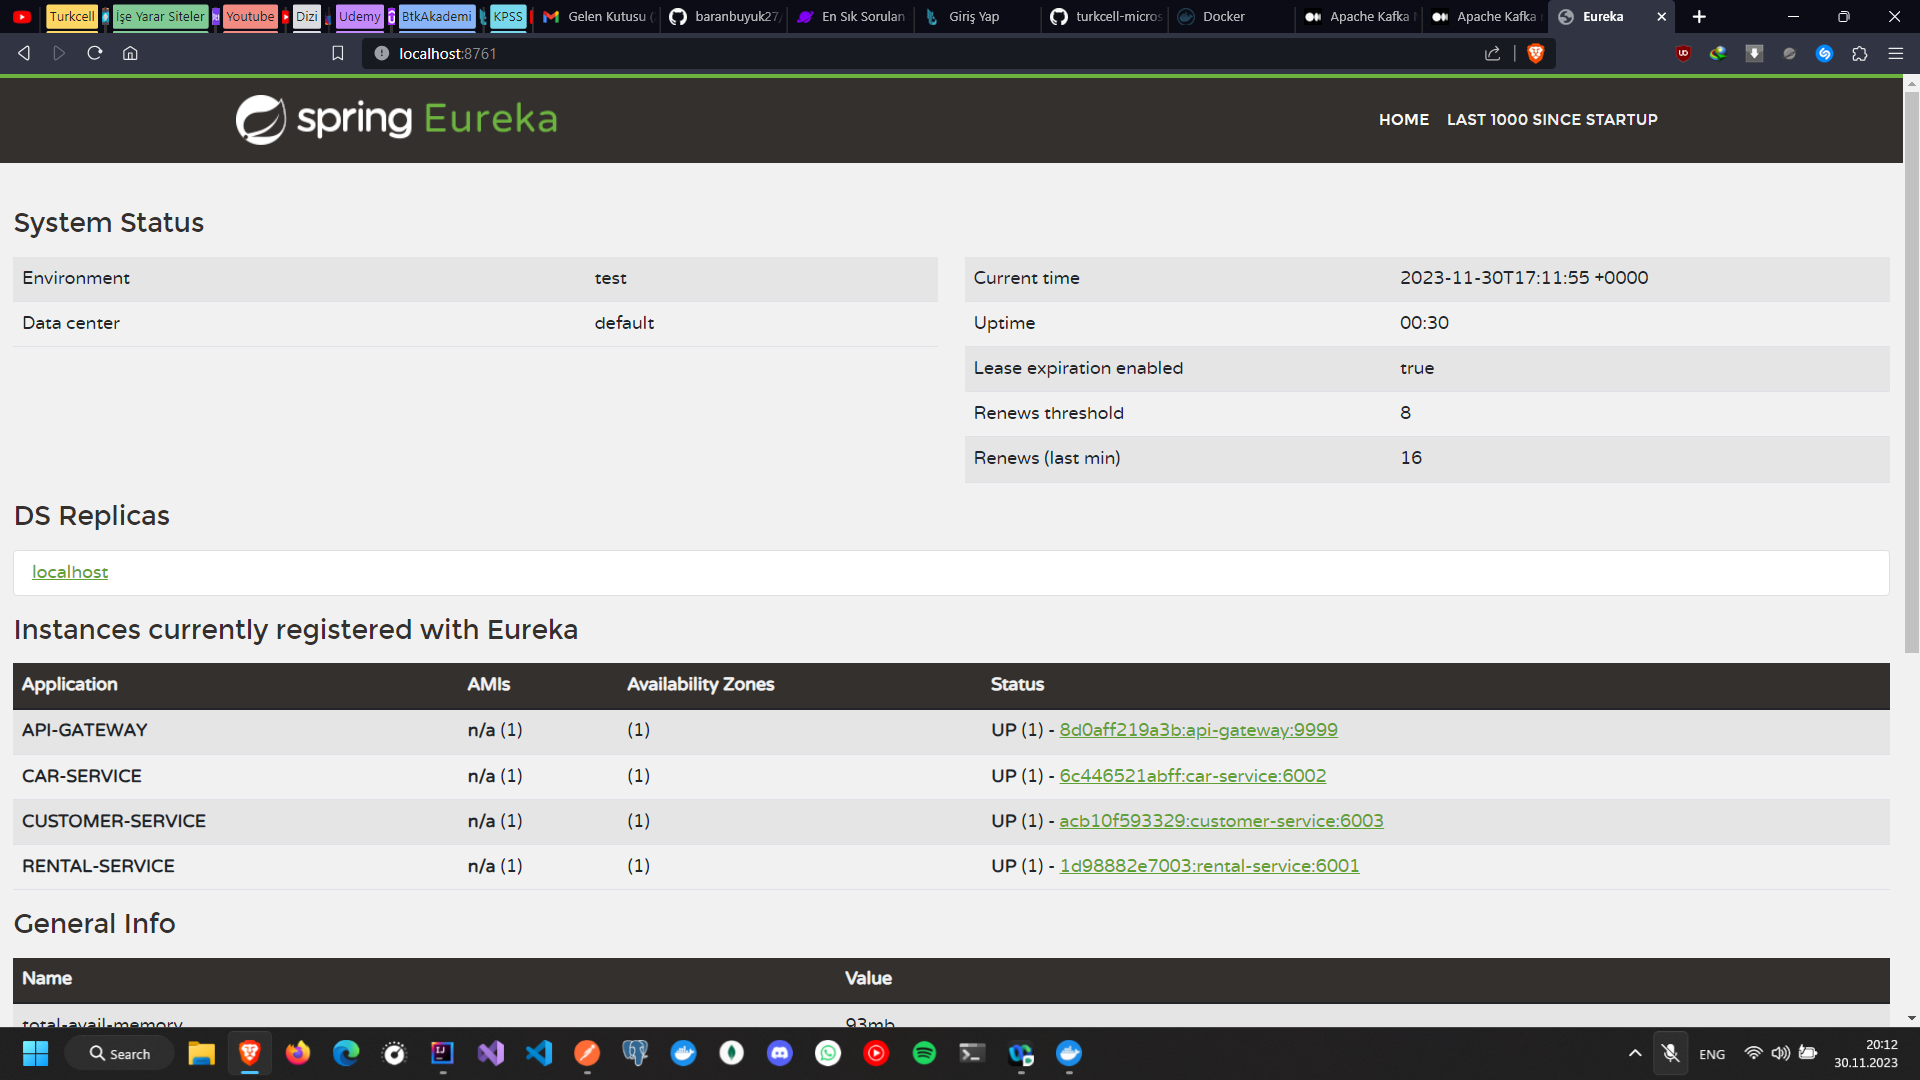 Turkcell İşe Yarar Siteler Youtube Dizi Udemy BtkAkademi KPSS Gelen Kutusu baranbuyuk27/ En Sık Sorulan Giriş Yap turkcell-micros Docker Apache Kafka Apache Kafka Eureka
localhost:8761
spring Eureka
HOME LAST 1000 SINCE STARTUP
System Status
Environment test
Data center default
Current time 2023-11-30T17:11:55 +0000
Uptime 00:30
Lease expiration enabled true
Renews threshold 8
Renews (last min) 16
DS Replicas
localhost
Instances currently registered with Eureka
Application AMIs Availability Zones Status
API-GATEWAY n/a (1) (1) UP (1) - 8d0aff219a3b:api-gateway:9999
CAR-SERVICE n/a (1) (1) UP (1) - 6c446521abff:car-service:6002
CUSTOMER-SERVICE n/a (1) (1) UP (1) - acb10f593329:customer-service:6003
RENTAL-SERVICE n/a (1) (1) UP (1) - 1d98882e7003:rental-service:6001
General Info
Name Value
total-avail-memory 93mb
Search
ENG
20:12
30.11.2023